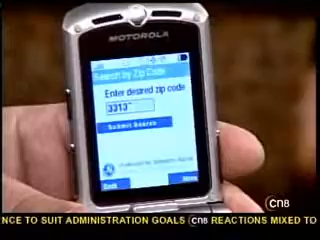 MOTOROLA
Search by Zip Code
Enter desired zip code
3313
Submit Search
Back
Menu
CN8
NCE TO SUIT ADMINISTRATION GOALS CN8 REACTIONS MIXED TO